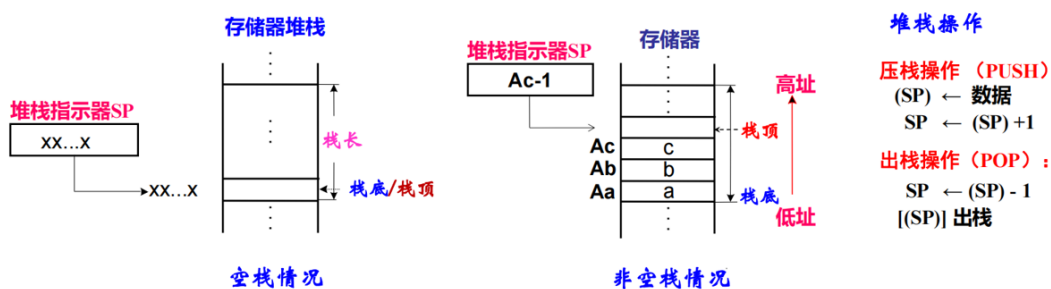 存储器堆栈
堆栈指示器SP
xx...x
xx...x
栈长
栈底/栈顶
空栈情况
堆栈指示器SP
Ac-1
存储器
高址
栈顶
Ac
c
Ab
b
Aa
a
栈底
低址
非空栈情况
堆栈操作
压栈操作（PUSH）
(SP) ← 数据
SP ← (SP) +1
出栈操作（POP）：
SP ← (SP) - 1
[(SP)] 出栈